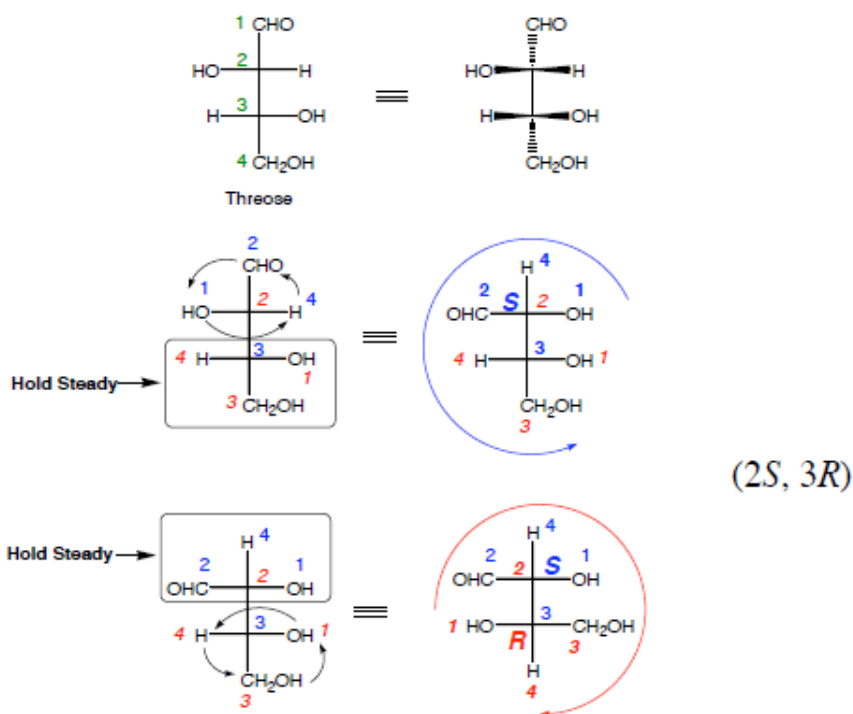 1 CHO
CHO
HO 2 H
HO H
H 3 OH
H OH
4 CH₂OH
CH₂OH
Threose
2
CHO
1 4
HO 2 H
4 H 3 OH
1
3 CH₂OH
Hold Steady
H 4
2 S 2 1
OHC OH
4 H 3 OH 1
CH₂OH
3
(2S, 3R)
Hold Steady
H 4
2 2 1
OHC OH
4 H 3 OH 1
CH₂OH
3
H 4
2 2 S 1
OHC OH
1 HO R 3 CH₂OH
3
H
4